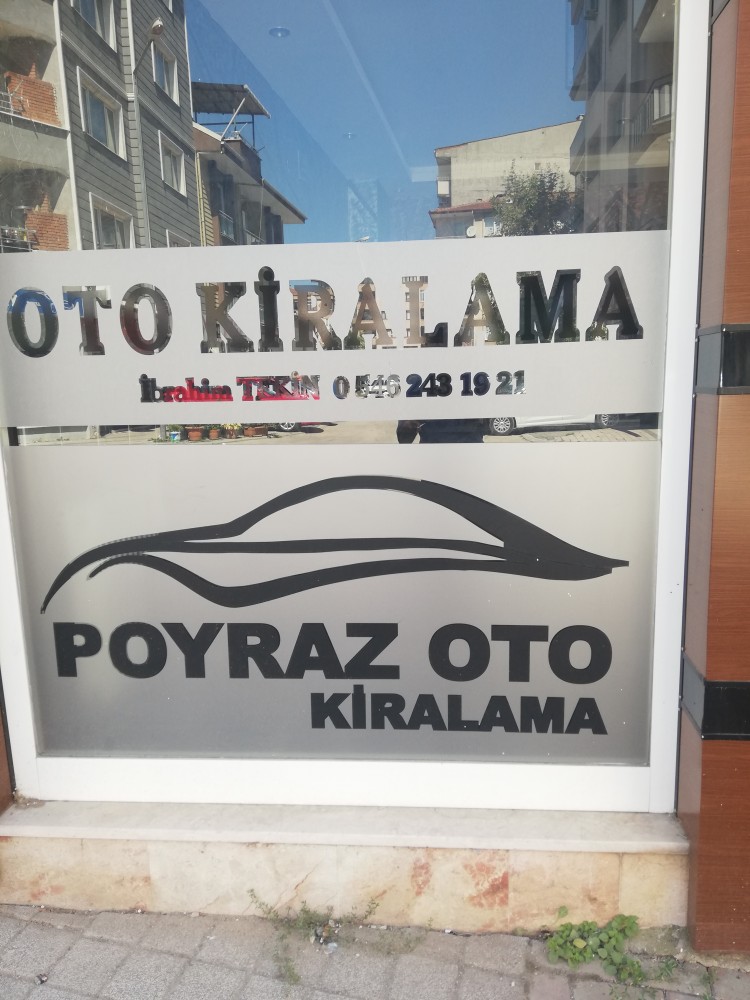 OTO KİRALAMA
İbrahim TEKİN 0 546 243 19 21
POYRAZ OTO
KİRALAMA